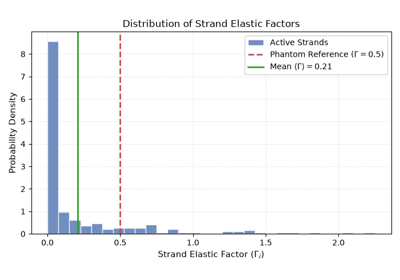 Distribution of Strand Elastic Factors
Active Strands
Phantom Reference (Γ = 0.5)
Mean ⟨Γ⟩ = 0.21
Probability Density
8
7
6
5
4
3
2
1
0
0.0 0.5 1.0 1.5 2.0
Strand Elastic Factor (Γᵢ)